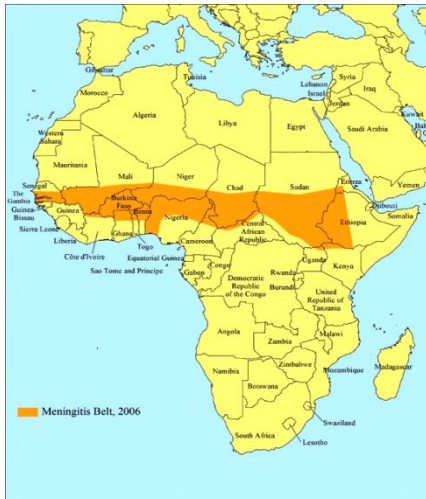 Gibraltar
Tunisia
Morocco
Algeria
Libya
Egypt
Lebanon
Israel
Syria
Jordan
Iraq
Kuwait
Saudi Arabia
Western
Sahara
Mauritania
Mali
Niger
Chad
Sudan
Eritrea
Yemen
Senegal
The
Gambia
Guinea-
Bissau
Guinea
Sierra Leone
Liberia
Côte d'Ivoire
Burkina
Faso
Ghana
Togo
Benin
Nigeria
Cameroon
Central
African
Republic
Djibouti
Ethiopia
Somalia
Sao Tome and Principe
Equatorial Guinea
Gabon
Congo
Democratic
Republic
of the Congo
Uganda
Rwanda
Burundi
Kenya
United
Republic of
Tanzania
Angola
Zambia
Malawi
Mozambique
Madagascar
Namibia
Botswana
Zimbabwe
Swaziland
Lesotho
South Africa
Meningitis Belt, 2006